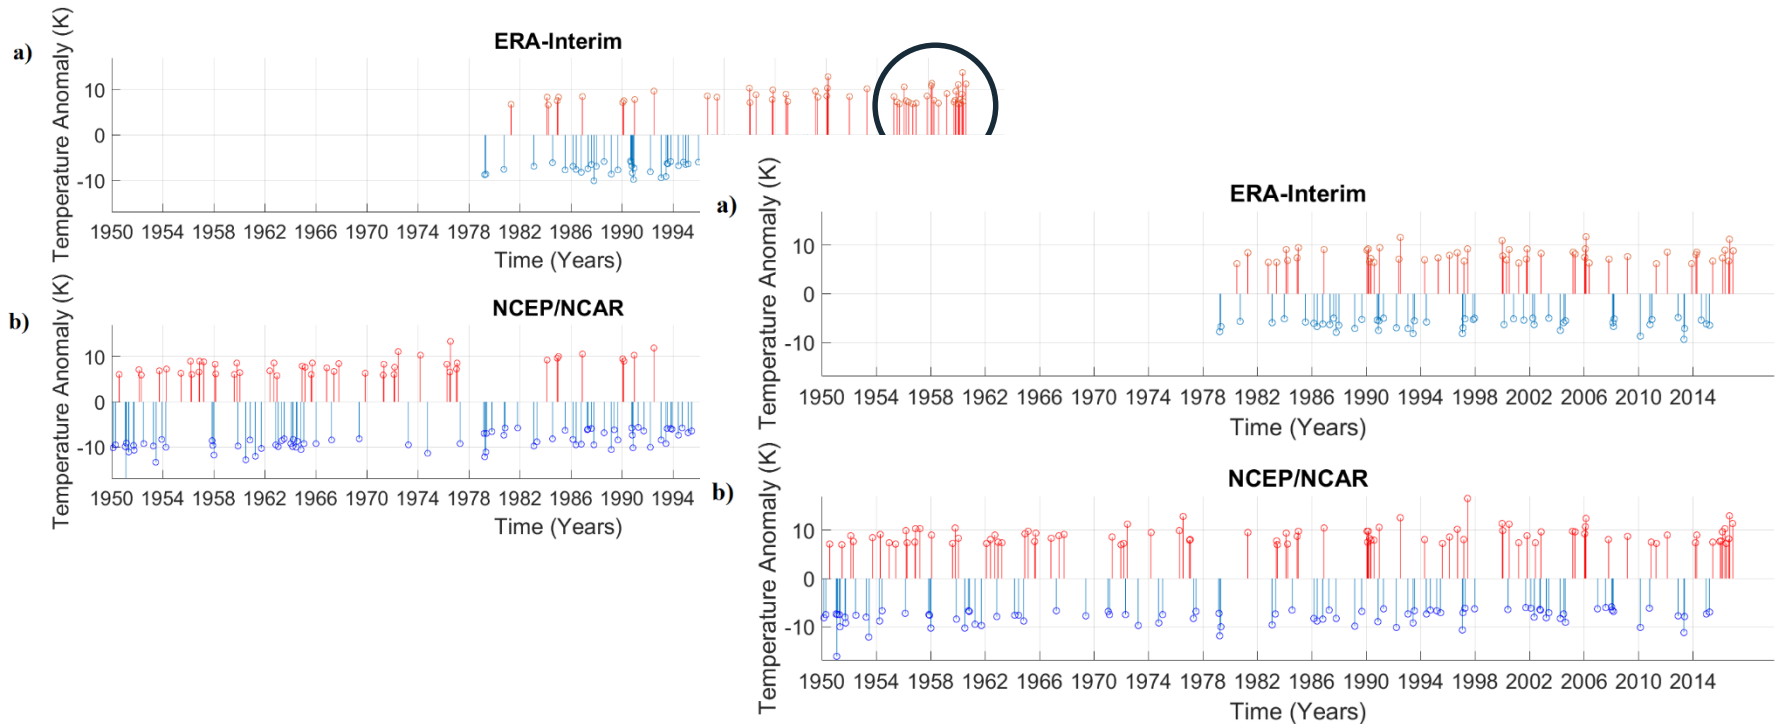 a)
ERA-Interim
Temperature Anomaly (K)
10
0
-10
1950 1954 1958 1962 1966 1970 1974 1978 1982 1986 1990 1994
Time (Years)
b)
NCEP/NCAR
Temperature Anomaly (K)
10
0
-10
1950 1954 1958 1962 1966 1970 1974 1978 1982 1986 1990 1994
Time (Years)
a)
ERA-Interim
Temperature Anomaly (K)
10
0
-10
1950 1954 1958 1962 1966 1970 1974 1978 1982 1986 1990 1994 1998 2002 2006 2010 2014
Time (Years)
b)
NCEP/NCAR
Temperature Anomaly (K)
10
0
-10
1950 1954 1958 1962 1966 1970 1974 1978 1982 1986 1990 1994 1998 2002 2006 2010 2014
Time (Years)